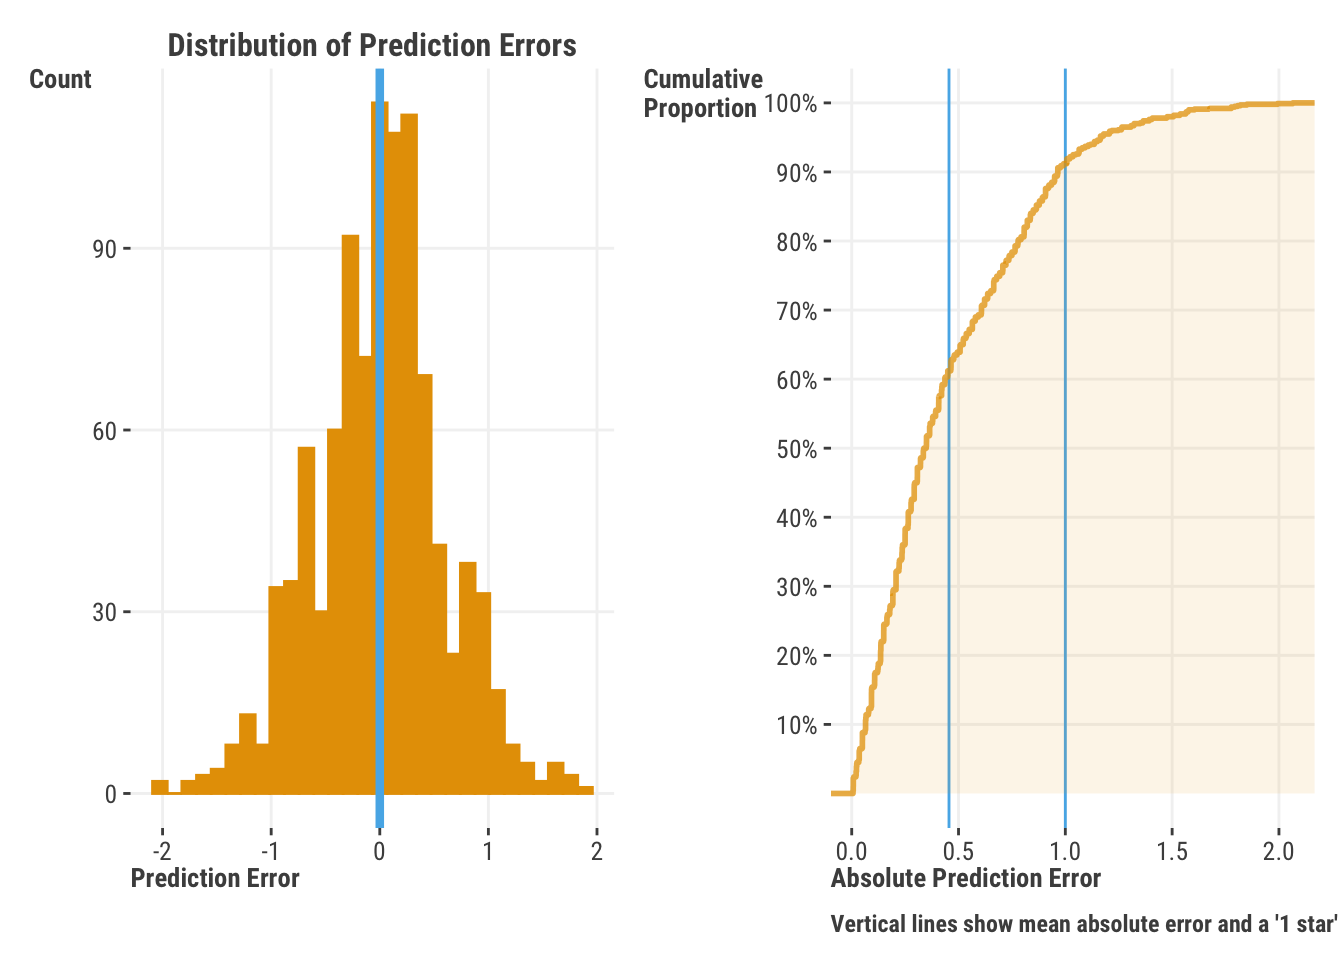 Distribution of Prediction Errors
Count
90
60
30
0
-2 -1 0 1 2
Prediction Error
Cumulative
Proportion
100%
90%
80%
70%
60%
50%
40%
30%
20%
10%
0.0 0.5 1.0 1.5 2.0
Absolute Prediction Error
Vertical lines show mean absolute error and a '1 star'